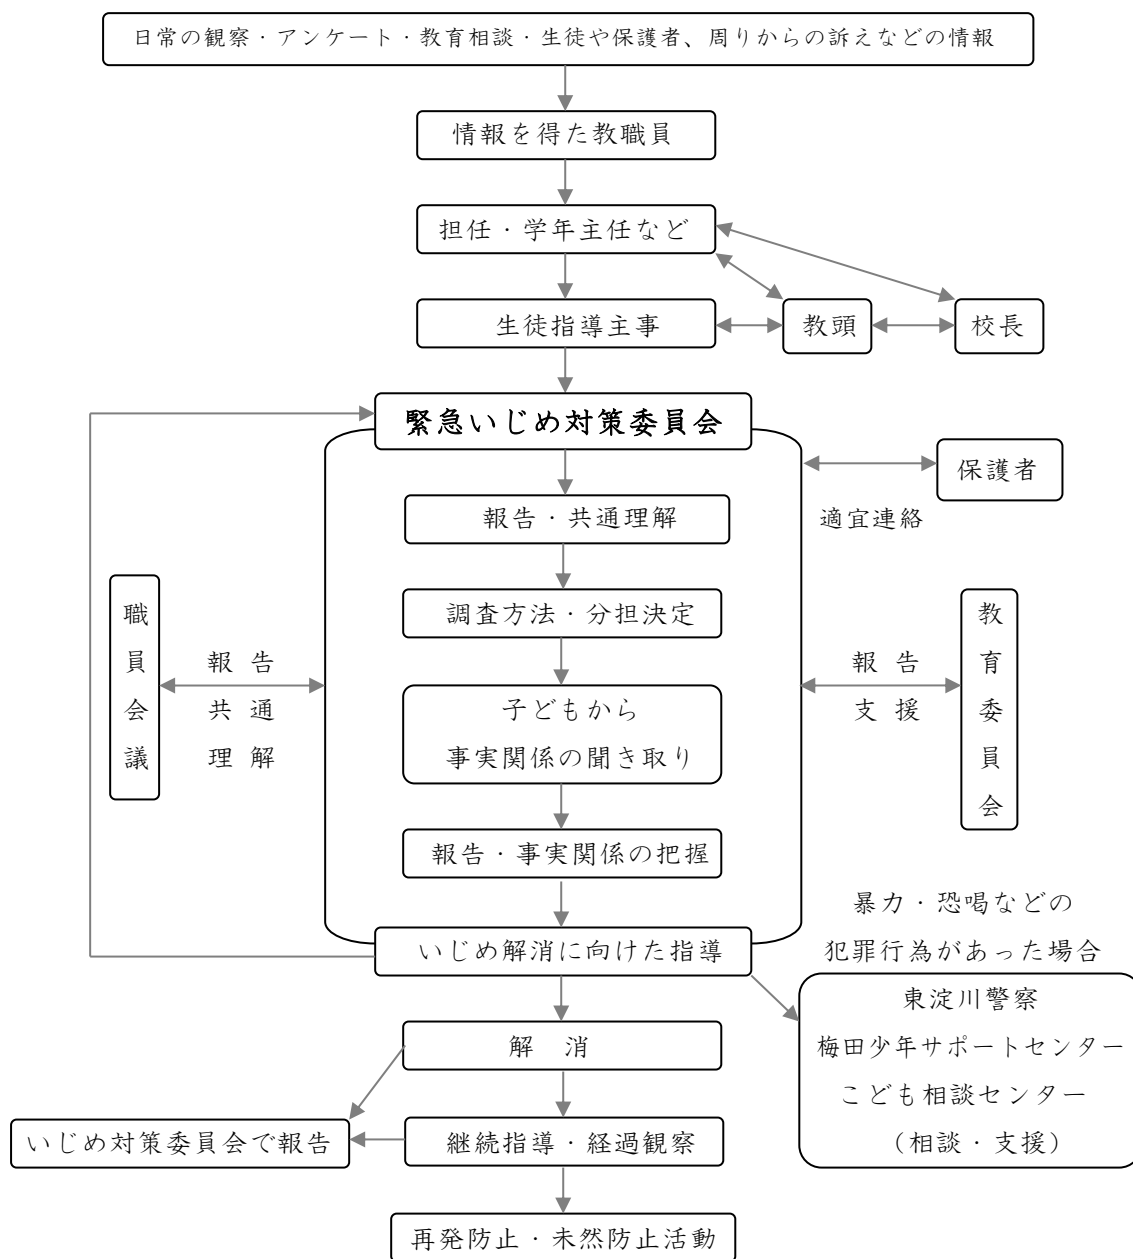 日常の観察・アンケート・教育相談・生徒や保護者、周りからの訴えなどの情報
情報を得た教職員
担任・学年主任など
生徒指導主事
教頭
校長
緊急いじめ対策委員会
保護者
適宜連絡
報告・共通理解
調査方法・分担決定
職員会議
報告
共通
理解
子どもから
事実関係の聞き取り
報告
支援
教育委員会
報告・事実関係の把握
いじめ解消に向けた指導
暴力・恐喝などの
犯罪行為があった場合
東淀川警察
梅田少年サポートセンター
こども相談センター
（相談・支援）
解 消
いじめ対策委員会で報告
継続指導・経過観察
再発防止・未然防止活動